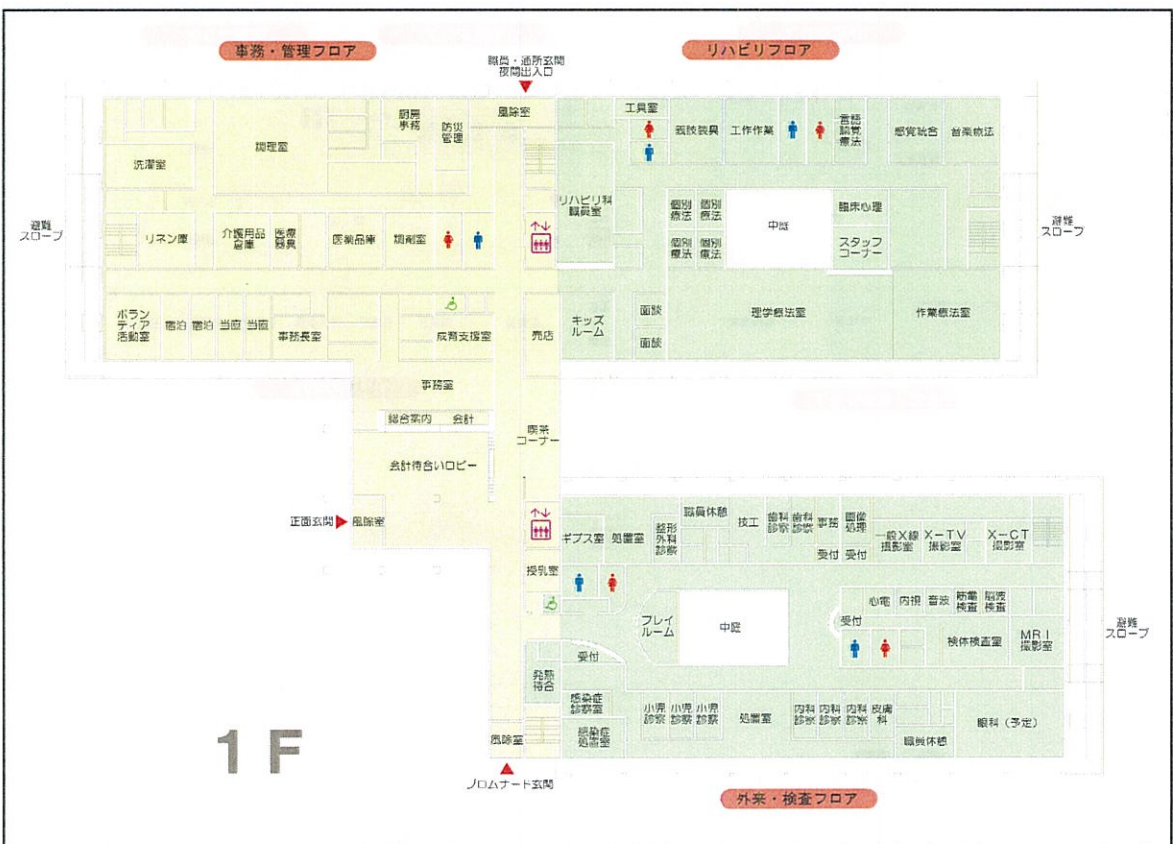 事務・管理フロア
リハビリフロア
職員・通所玄関
夜間出入口
風除室
厨房
事務
防災
管理
調理室
洗濯室
工具室
義肢装具
工作作業
言語
聴覚
療法
感覚統合
音楽療法
リハビリ科
職員室
個別
療法
個別
療法
個別
療法
個別
療法
中庭
臨床心理
スタッフ
コーナー
避難
スロープ
リネン庫
介護用品
倉庫
医療
器具
医薬品庫
調剤室
避難
スロープ
ボラン
ティア
活動室
宿泊
宿泊
当直
当直
事務長室
成育支援室
売店
キッズ
ルーム
面談
面談
理学療法室
作業療法室
事務室
総合案内
会計
喫茶
コーナー
会計待合いロビー
正面玄関
風除室
ギプス室
処置室
整形
外科
診察
職員休憩
技工
歯科
診察
歯科
診察
事務
画像
処理
受付
受付
一般X線
撮影室
X-TV
撮影室
X-CT
撮影室
授乳室
プレイ
ルーム
中庭
受付
心電
内視
音波
筋電
検査
脳波
検査
検体検査室
MRI
撮影室
避難
スロープ
受付
発熱
待合
感染症
診察室
感染症
処置室
小児
診察
小児
診察
小児
診察
処置室
内科
診察
内科
診察
内科
診察
皮膚
科
職員休憩
眼科(予定)
風除室
プロムナード玄関
1F
外来・検査フロア